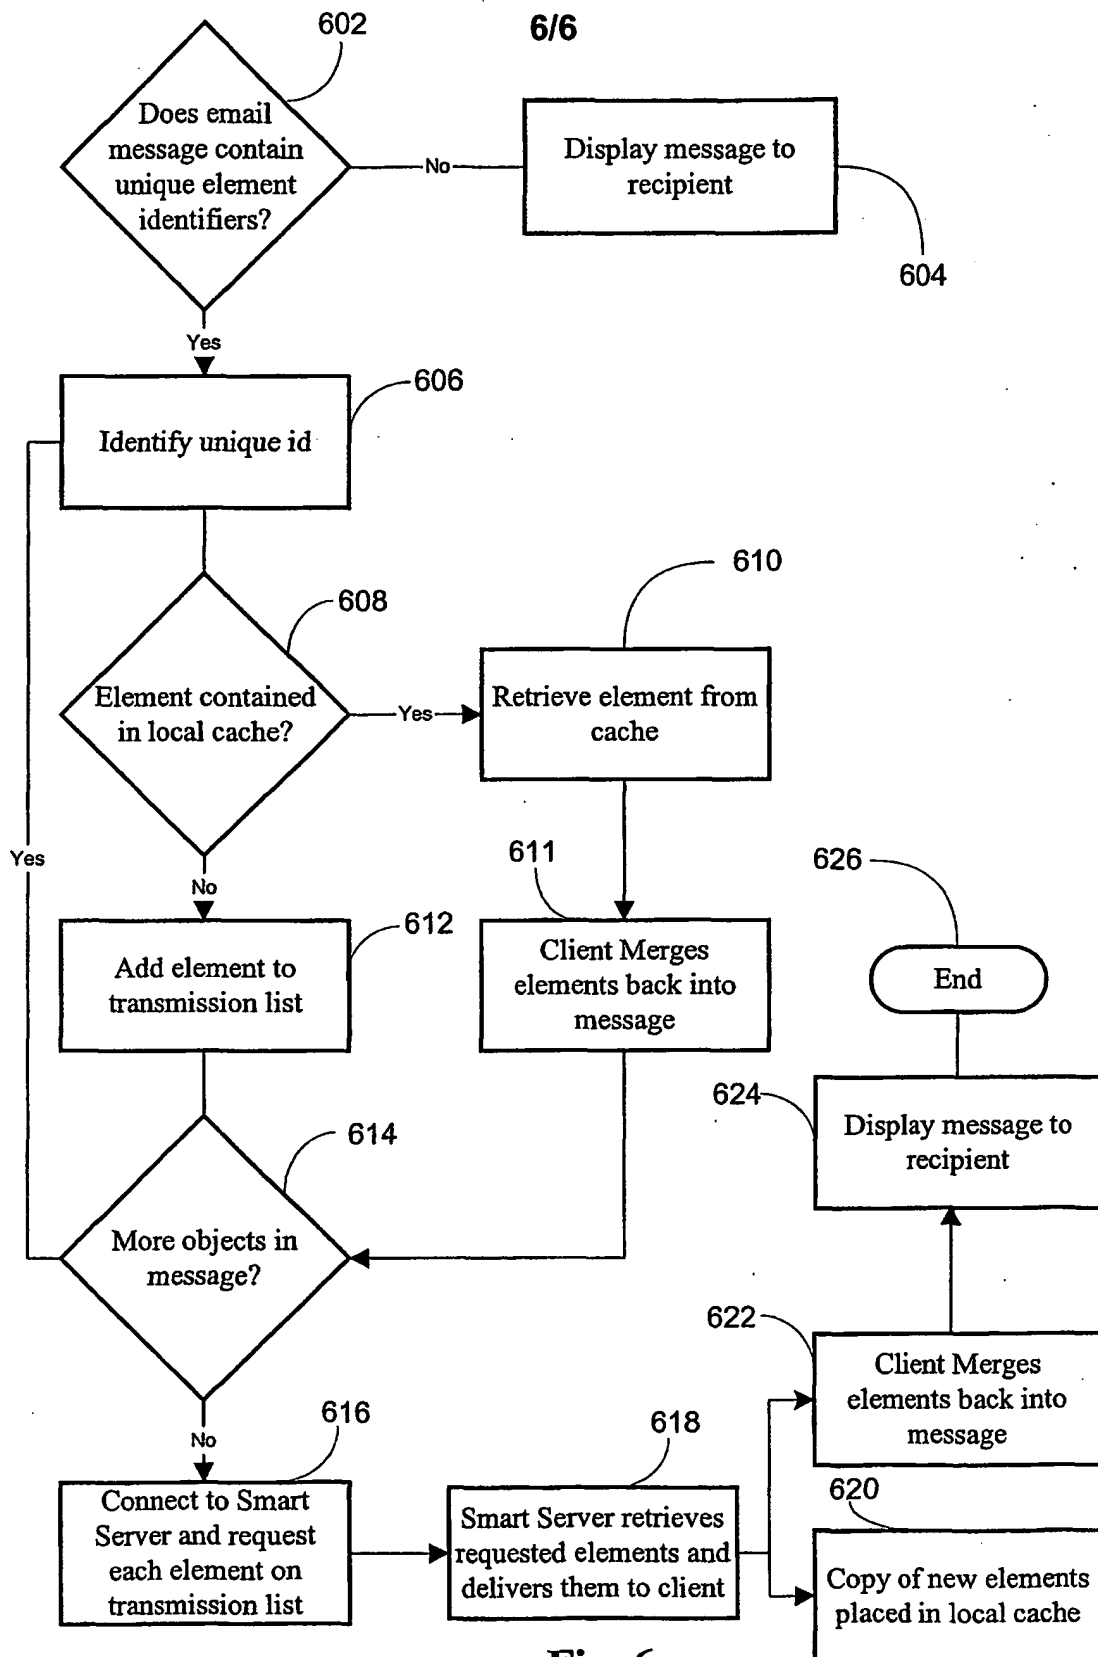 602
6/6
Does email
message contain
unique element
identifiers?
No
Display message to
recipient
604
Yes
606
Identify unique id
610
608
Element contained
in local cache?
Yes
Retrieve element from
cache
Yes
No
611
626
612
Add element to
transmission list
Client Merges
elements back into
message
End
624
Display message to
recipient
614
More objects in
message?
622
Client Merges
elements back into
message
No
616
618
620
Connect to Smart
Server and request
each element on
transmission list
Smart Server retrieves
requested elements and
delivers them to client
Copy of new elements
placed in local cache